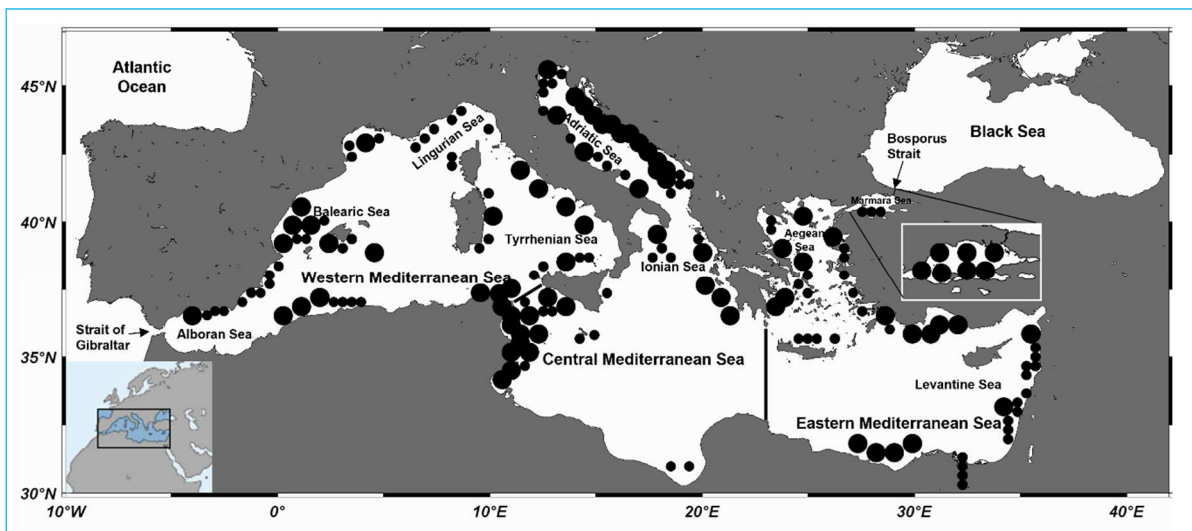 Atlantic
Ocean
45°N
Black Sea
Bosporus
Strait
Lingurian Sea
Adriatic Sea
Marmara Sea
40°N
Balearic Sea
Tyrrhenian Sea
Aegean
Sea
Ionian Sea
Western Mediterranean Sea
Strait of
Gibraltar
Alboran Sea
35°N
Central Mediterranean Sea
Levantine Sea
Eastern Mediterranean Sea
30°N
10°W
0°
10°E
20°E
30°E
40°E